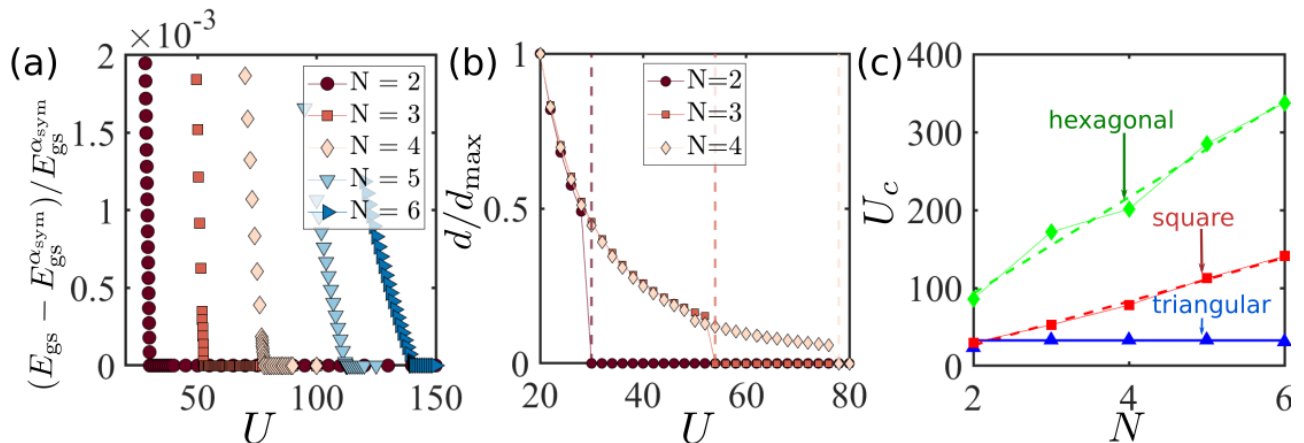 (a)
×10⁻³
(E_gs − E_gs^α_sym)/E_gs^α_sym
2
1.5
1
0.5
0
50
100
150
U
N = 2
N = 3
N = 4
N = 5
N = 6
(b)
d/d_max
1
0.5
0
20
40
60
80
U
N=2
N=3
N=4
(c)
U_c
400
300
200
100
0
2
4
6
N
hexagonal
square
triangular